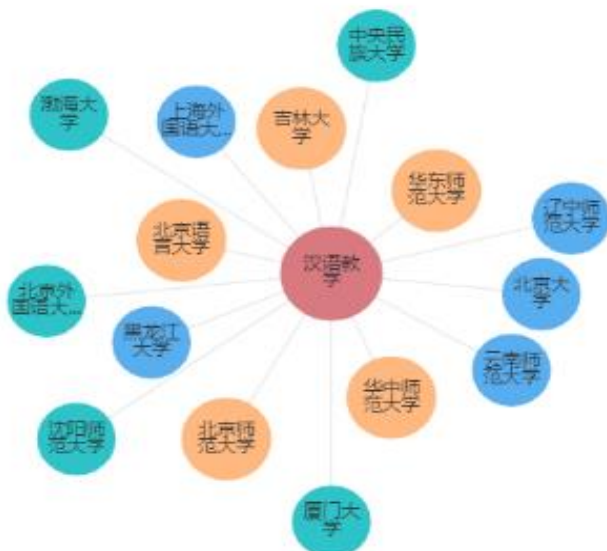 中央民
族大学
渤海大
学
上海外
国语大...
吉林大
学
华东师
范大学
辽宁师
范大学
北京语
言大学
汉语教
学
北京外
国语大...
北京大
学
黑龙江
大学
云南师
范大学
华中师
范大学
沈阳师
范大学
北京师
范大学
厦门大
学